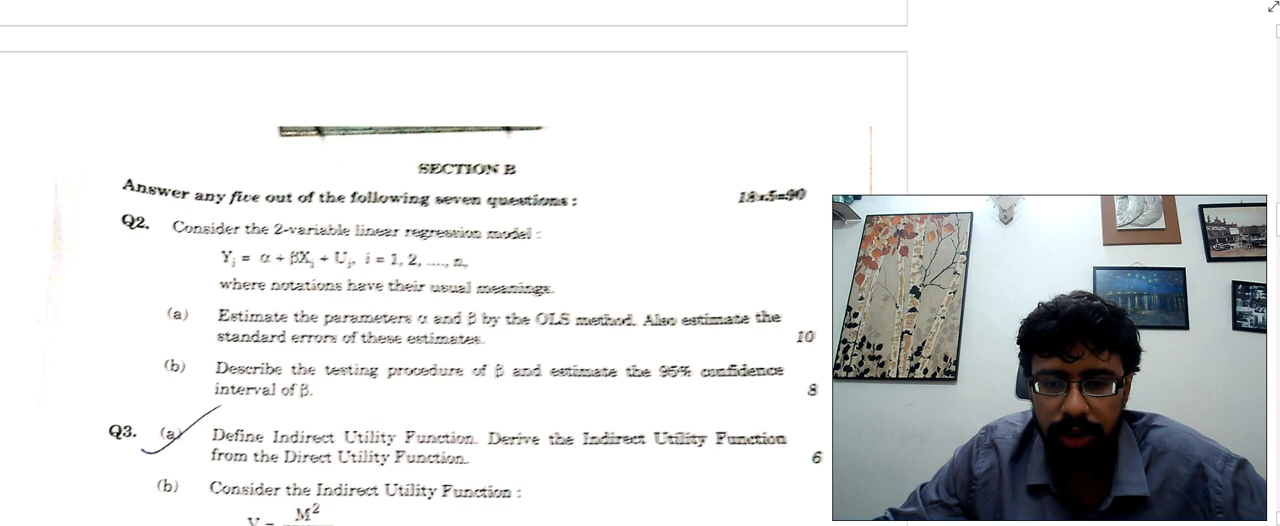 SECTION B
Answer any five out of the following seven questions : 18x5=90
Q2. Consider the 2-variable linear regression model :
Yᵢ = α + βXᵢ + Uᵢ, i = 1, 2, ...., n,
where notations have their usual meanings.
(a) Estimate the parameters α and β by the OLS method. Also estimate the
standard errors of these estimates. 10
(b) Describe the testing procedure of β and estimate the 95% confidence
interval of β. 8
Q3. (a) Define Indirect Utility Function. Derive the Indirect Utility Function
from the Direct Utility Function. 6
(b) Consider the Indirect Utility Function :
V = M²